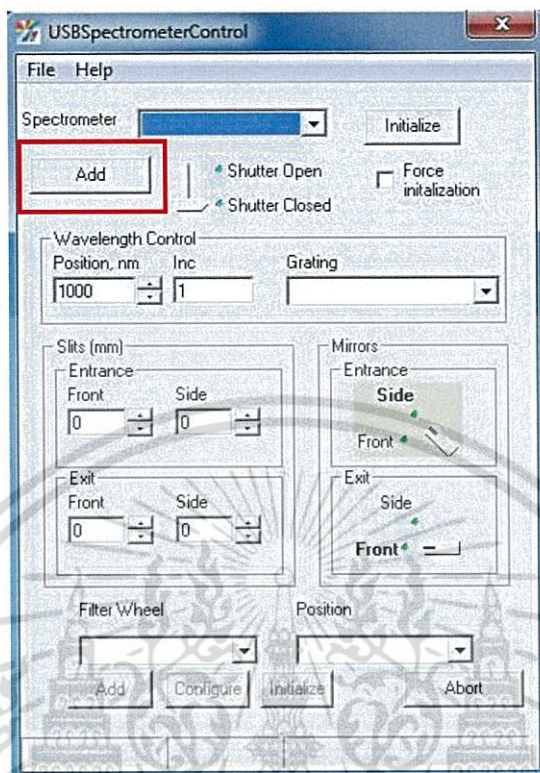 USBSpectrometerControl
File Help
Spectrometer
Initialize
Add
Shutter Open
Shutter Closed
Force
initalization
Wavelength Control
Position, nm Inc Grating
1000 1
Slits (mm)
Entrance
Front Side
0 0
Exit
Front Side
0 0
Mirrors
Entrance
Side
Front
Exit
Side
Front
Filter Wheel Position
Add Configure Initialize Abort